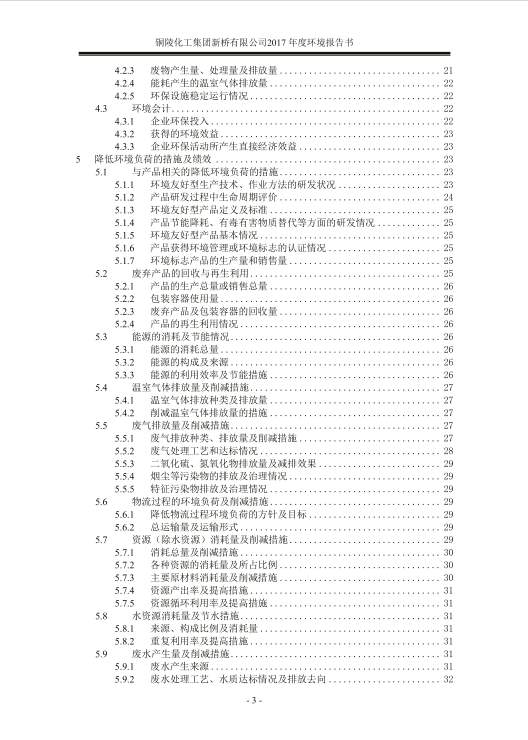 铜陵化工集团新桥有限公司2017 年度环境报告书
4.2.3 废物产生量、处理量及排放量 21
4.2.4 能耗产生的温室气体排放量 22
4.2.5 环保设施稳定运行情况 22
4.3 环境会计 22
4.3.1 企业环保投入 22
4.3.2 获得的环境效益 23
4.3.3 企业环保活动所产生直接经济效益 23
5 降低环境负荷的措施及绩效 23
5.1 与产品相关的降低环境负荷的措施 23
5.1.1 环境友好型生产技术、作业方法的研发状况 23
5.1.2 产品研发过程中生命周期评价 24
5.1.3 环境友好型产品定义及标准 25
5.1.4 产品节能降耗、有毒有害物质替代等方面的研发情况 25
5.1.5 环境友好型产品基本情况 25
5.1.6 产品获得环境管理或环境标志的认证情况 25
5.1.7 环境标志产品的生产量和销售量 25
5.2 废弃产品的回收与再生利用 25
5.2.1 产品的生产总量或销售总量 26
5.2.2 包装容器使用量 26
5.2.3 废弃产品及包装容器的回收量 26
5.2.4 产品的再生利用情况 26
5.3 能源的消耗及节能情况 26
5.3.1 能源的消耗总量 26
5.3.2 能源的构成及来源 26
5.3.3 能源的利用效率及节能措施 26
5.4 温室气体排放量及削减措施 27
5.4.1 温室气体排放种类及排放量 27
5.4.2 削减温室气体排放量的措施 27
5.5 废气排放量及削减措施 27
5.5.1 废气排放种类、排放量及削减措施 27
5.5.2 废气处理工艺和达标情况 28
5.5.3 二氧化硫、氮氧化物排放量及减排效果 29
5.5.4 烟尘等污染物的排放及治理情况 29
5.5.5 特征污染物排放及治理情况 29
5.6 物流过程的环境负荷及削减措施 29
5.6.1 降低物流过程环境负荷的方针及目标 29
5.6.2 总运输量及运输形式 29
5.7 资源（除水资源）消耗量及削减措施 29
5.7.1 消耗总量及削减措施 30
5.7.2 各种资源的消耗量及所占比例 30
5.7.3 主要原材料消耗量及削减措施 30
5.7.4 资源产出率及提高措施 31
5.7.5 资源循环利用率及提高措施 31
5.8 水资源消耗量及节水措施 31
5.8.1 来源、构成比例及消耗量 31
5.8.2 重复利用率及提高措施 31
5.9 废水产生量及削减措施 31
5.9.1 废水产生来源 31
5.9.2 废水处理工艺、水质达标情况及排放去向 32
- 3 -